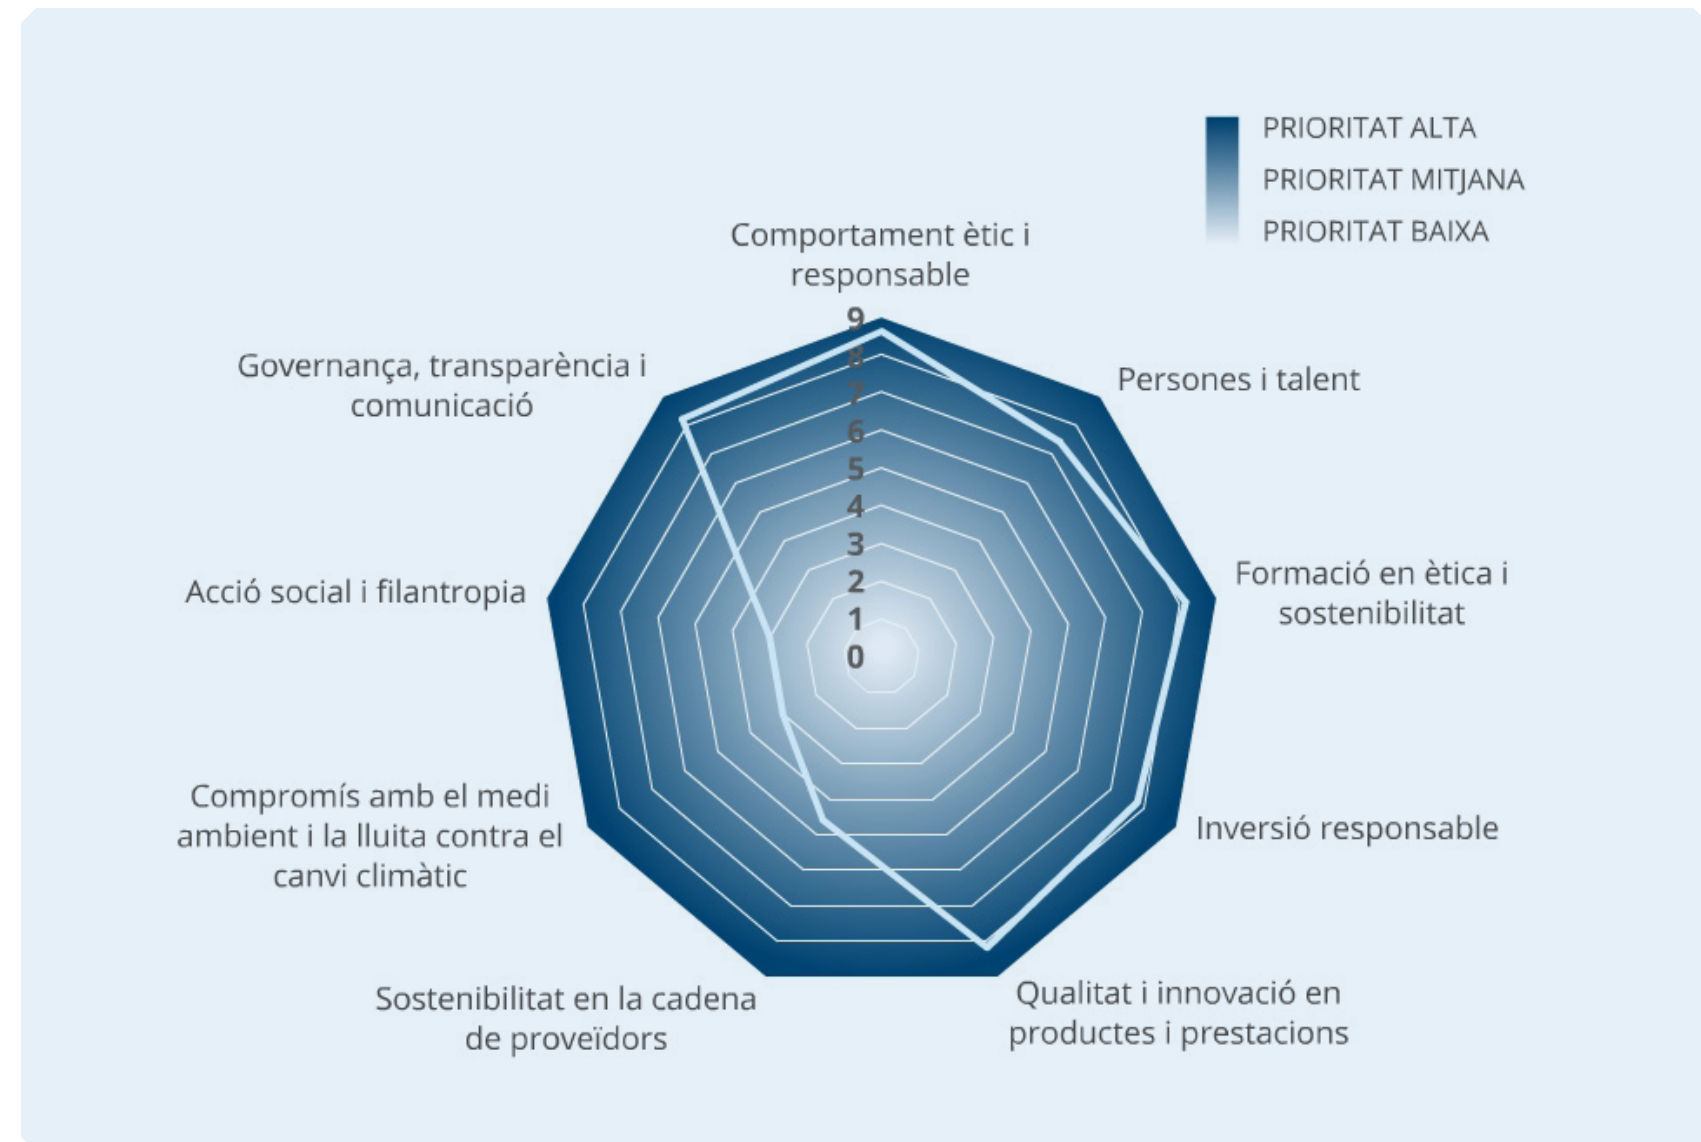 PRIORITAT ALTA
PRIORITAT MITJANA
PRIORITAT BAIXA
Comportament ètic i
responsable
Governança, transparència i
comunicació
Persones i talent
Acció social i filantropia
Formació en ètica i
sostenibilitat
9
8
7
6
5
4
3
2
1
0
Compromís amb el medi
ambient i la lluita contra el
canvi climàtic
Inversió responsable
Sostenibilitat en la cadena
de proveïdors
Qualitat i innovació en
productes i prestacions